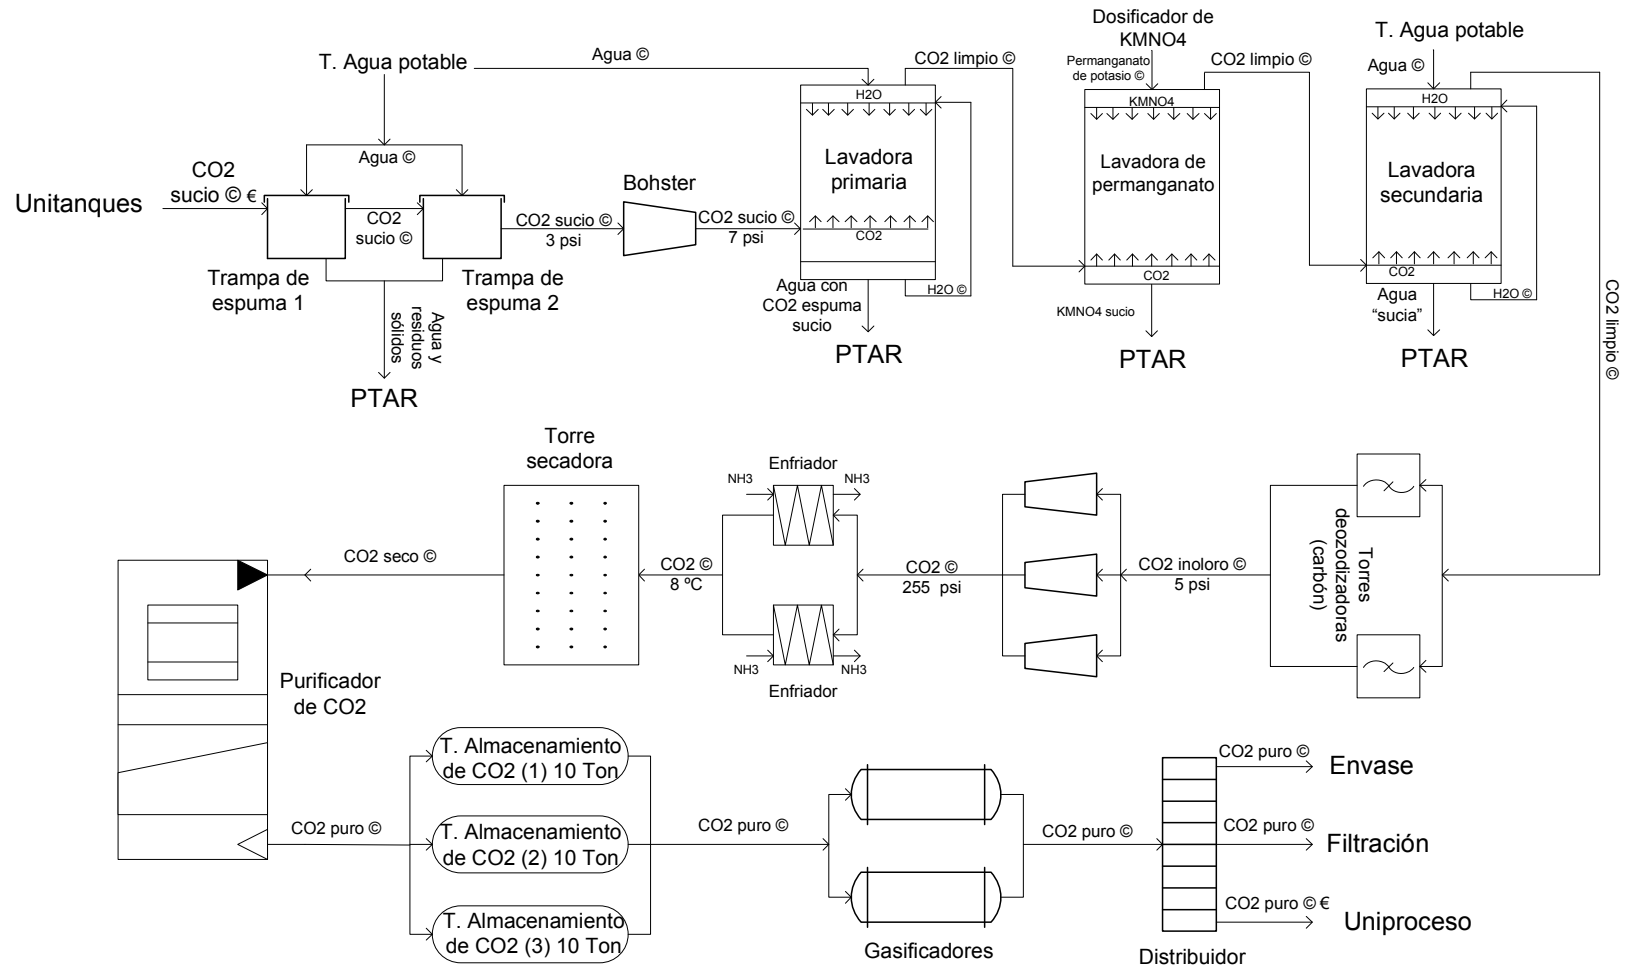 Dosificador de
KMNO4
T. Agua potable
T. Agua potable
Agua ©
CO2 limpio ©
Permanganato
de potasio ©
CO2 limpio ©
Agua ©
H2O
KMNO4
H2O
Agua ©
CO2
sucio © €
Unitanques
CO2
sucio ©
Bohster
Lavadora
primaria
Lavadora de
permanganato
Lavadora
secundaria
CO2 sucio ©
3 psi
CO2 sucio ©
7 psi
CO2
CO2
CO2
Trampa de
espuma 1
Trampa de
espuma 2
Agua con
CO2 espuma
sucio
H2O ©
KMNO4 sucio
Agua
“sucia”
H2O ©
CO2 limpio ©
Agua y
residuos
sólidos
PTAR
PTAR
PTAR
PTAR
Torre
secadora
Enfriador
NH3
NH3
Torres
deozodizadoras
(carbón)
CO2 seco ©
CO2 ©
8 ºC
CO2 ©
255 psi
CO2 inoloro ©
5 psi
NH3
NH3
Enfriador
Purificador
de CO2
T. Almacenamiento
de CO2 (1) 10 Ton
CO2 puro ©
Envase
CO2 puro ©
T. Almacenamiento
de CO2 (2) 10 Ton
CO2 puro ©
CO2 puro ©
CO2 puro ©
Filtración
T. Almacenamiento
de CO2 (3) 10 Ton
CO2 puro © €
Uniproceso
Gasificadores
Distribuidor